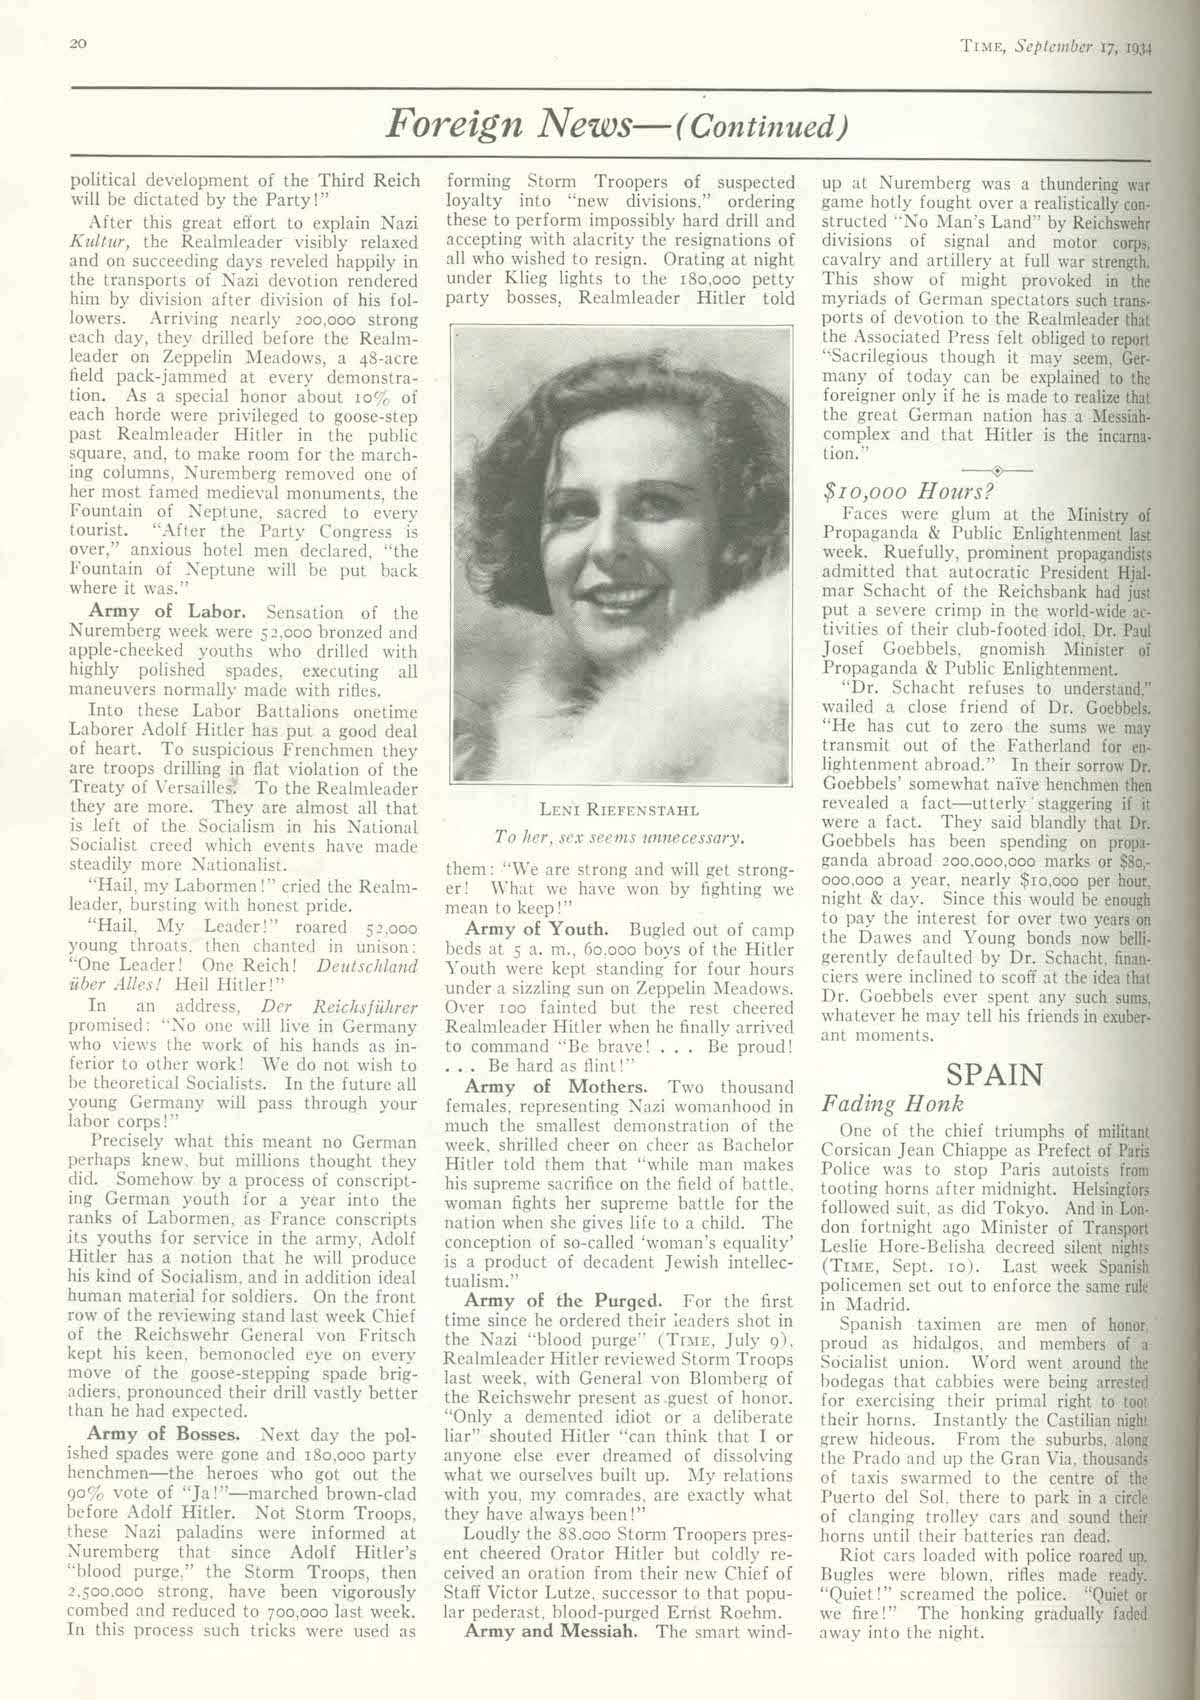 20
TIME, September 17, 1934
Foreign News—(Continued)
political development of the Third Reich
will be dictated by the Party!"
After this great effort to explain Nazi
Kultur, the Realmleader visibly relaxed
and on succeeding days reveled happily in
the transports of Nazi devotion rendered
him by division after division of his fol-
lowers. Arriving nearly 200,000 strong
each day, they drilled before the Realm-
leader on Zeppelin Meadows, a 48-acre
field pack-jammed at every demonstra-
tion. As a special honor about 10% of
each horde were privileged to goose-step
past Realmleader Hitler in the public
square, and, to make room for the march-
ing columns, Nuremberg removed one of
her most famed medieval monuments, the
Fountain of Neptune, sacred to every
tourist. "After the Party Congress is
over," anxious hotel men declared, "the
Fountain of Neptune will be put back
where it was."
Army of Labor. Sensation of the
Nuremberg week were 52,000 bronzed and
apple-cheeked youths who drilled with
highly polished spades, executing all
maneuvers normally made with rifles.
Into these Labor Battalions onetime
Laborer Adolf Hitler has put a good deal
of heart. To suspicious Frenchmen they
are troops drilling in flat violation of the
Treaty of Versailles. To the Realmleader
they are more. They are almost all that
is left of the Socialism in his National
Socialist creed which events have made
steadily more Nationalist.
"Hail, my Labormen!" cried the Realm-
leader, bursting with honest pride.
"Hail, My Leader!" roared 52,000
young throats, then chanted in unison:
"One Leader! One Reich! Deutschland
über Alles! Heil Hitler!"
In an address, Der Reichsführer
promised: "No one will live in Germany
who views the work of his hands as in-
ferior to other work! We do not wish to
be theoretical Socialists. In the future all
young Germany will pass through your
labor corps!"
Precisely what this meant no German
perhaps knew, but millions thought they
did. Somehow by a process of conscript-
ing German youth for a year into the
ranks of Labormen, as France conscripts
its youths for service in the army, Adolf
Hitler has a notion that he will produce
his kind of Socialism, and in addition ideal
human material for soldiers. On the front
row of the reviewing stand last week Chief
of the Reichswehr General von Fritsch
kept his keen, bemonocled eye on every
move of the goose-stepping spade brig-
adiers, pronounced their drill vastly better
than he had expected.
Army of Bosses. Next day the pol-
ished spades were gone and 180,000 party
henchmen—the heroes who got out the
90% vote of "Ja!"—marched brown-clad
before Adolf Hitler. Not Storm Troops,
these Nazi paladins were informed at
Nuremberg that since Adolf Hitler's
"blood purge," the Storm Troops, then
2,500,000 strong, have been vigorously
combed and reduced to 700,000 last week.
In this process such tricks were used as
forming Storm Troopers of suspected
loyalty into "new divisions," ordering
these to perform impossibly hard drill and
accepting with alacrity the resignations of
all who wished to resign. Orating at night
under Klieg lights to the 180,000 petty
party bosses, Realmleader Hitler told
LENI RIEFENSTAHL
To her, sex seems unnecessary.
them: "We are strong and will get strong-
er! What we have won by fighting we
mean to keep!"
Army of Youth. Bugled out of camp
beds at 5 a. m., 60,000 boys of the Hitler
Youth were kept standing for four hours
under a sizzling sun on Zeppelin Meadows.
Over 100 fainted but the rest cheered
Realmleader Hitler when he finally arrived
to command "Be brave! . . . Be proud!
. . . Be hard as flint!"
Army of Mothers. Two thousand
females, representing Nazi womanhood in
much the smallest demonstration of the
week, shrilled cheer on cheer as Bachelor
Hitler told them that "while man makes
his supreme sacrifice on the field of battle,
woman fights her supreme battle for the
nation when she gives life to a child. The
conception of so-called 'woman's equality'
is a product of decadent Jewish intellec-
tualism."
Army of the Purged. For the first
time since he ordered their leaders shot in
the Nazi "blood purge" (TIME, July 9),
Realmleader Hitler reviewed Storm Troops
last week, with General von Blomberg of
the Reichswehr present as guest of honor.
"Only a demented idiot or a deliberate
liar" shouted Hitler "can think that I or
anyone else ever dreamed of dissolving
what we ourselves built up. My relations
with you, my comrades, are exactly what
they have always been!"
Loudly the 88,000 Storm Troopers pres-
ent cheered Orator Hitler but coldly re-
ceived an oration from their new Chief of
Staff Victor Lutze, successor to that popu-
lar pederast, blood-purged Ernst Roehm.
Army and Messiah. The smart wind-
up at Nuremberg was a thundering war
game hotly fought over a realistically con-
structed "No Man's Land" by Reichswehr
divisions of signal and motor corps,
cavalry and artillery at full war strength.
This show of might provoked in the
myriads of German spectators such trans-
ports of devotion to the Realmleader that
the Associated Press felt obliged to report
"Sacrilegious though it may seem, Ger-
many of today can be explained to the
foreigner only if he is made to realize that
the great German nation has a Messiah-
complex and that Hitler is the incarna-
tion."
$10,000 Hours?
Faces were glum at the Ministry of
Propaganda & Public Enlightenment last
week. Ruefully, prominent propagandists
admitted that autocratic President Hjal-
mar Schacht of the Reichsbank had just
put a severe crimp in the world-wide ac-
tivities of their club-footed idol, Dr. Paul
Josef Goebbels, gnomish Minister of
Propaganda & Public Enlightenment.
"Dr. Schacht refuses to understand,"
wailed a close friend of Dr. Goebbels.
"He has cut to zero the sums we may
transmit out of the Fatherland for en-
lightenment abroad." In their sorrow Dr.
Goebbels' somewhat naïve henchmen then
revealed a fact—utterly staggering if it
were a fact. They said blandly that Dr.
Goebbels has been spending on propa-
ganda abroad 200,000,000 marks or $80,-
000,000 a year, nearly $10,000 per hour,
night & day. Since this would be enough
to pay the interest for over two years on
the Dawes and Young bonds now belli-
gerently defaulted by Dr. Schacht, finan-
ciers were inclined to scoff at the idea that
Dr. Goebbels ever spent any such sums,
whatever he may tell his friends in exuber-
ant moments.
SPAIN
Fading Honk
One of the chief triumphs of militant
Corsican Jean Chiappe as Prefect of Paris
Police was to stop Paris autoists from
tooting horns after midnight. Helsingfors
followed suit, as did Tokyo. And in Lon-
don fortnight ago Minister of Transport
Leslie Hore-Belisha decreed silent nights
(TIME, Sept. 10). Last week Spanish
policemen set out to enforce the same rule
in Madrid.
Spanish taximen are men of honor,
proud as hidalgos, and members of a
Socialist union. Word went around the
bodegas that cabbies were being arrested
for exercising their primal right to toot
their horns. Instantly the Castilian night
grew hideous. From the suburbs, along
the Prado and up the Gran Via, thousands
of taxis swarmed to the centre of the
Puerto del Sol, there to park in a circle
of clanging trolley cars and sound their
horns until their batteries ran dead.
Riot cars loaded with police roared up.
Bugles were blown, rifles made ready.
"Quiet!" screamed the police. "Quiet or
we fire!" The honking gradually faded
away into the night.